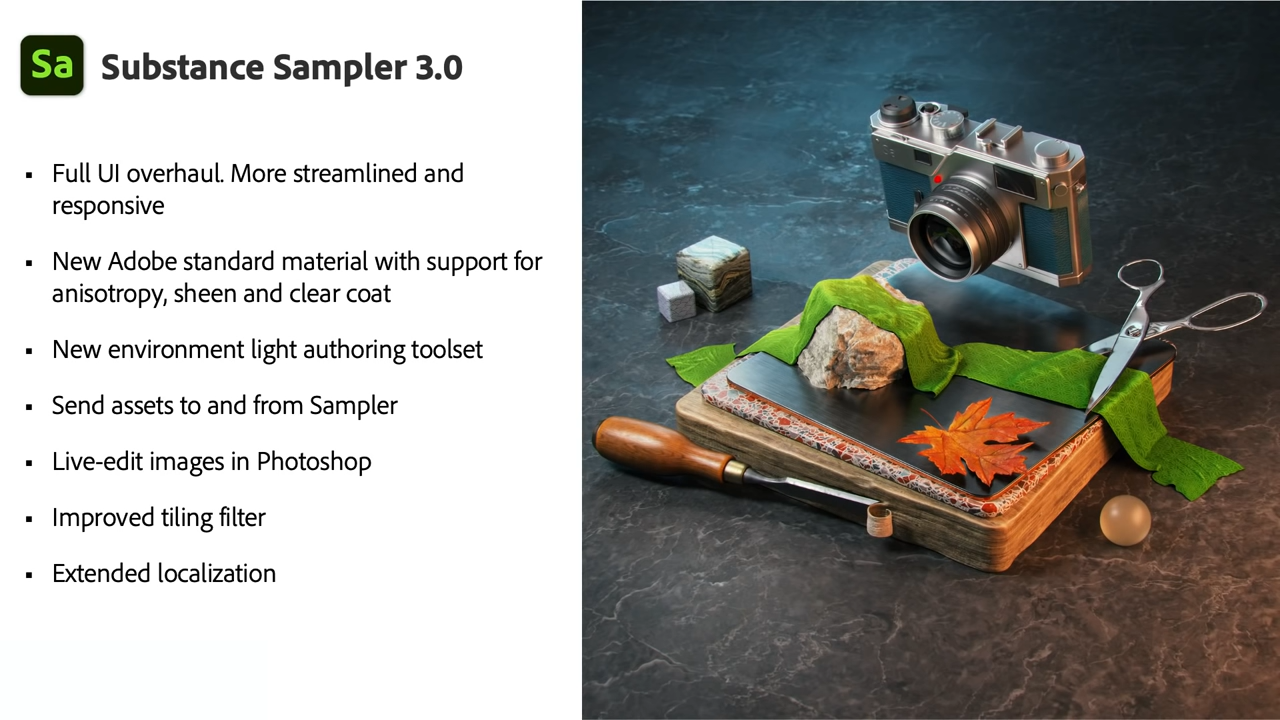 Sa Substance Sampler 3.0
▪ Full UI overhaul. More streamlined and
responsive
▪ New Adobe standard material with support for
anisotropy, sheen and clear coat
▪ New environment light authoring toolset
▪ Send assets to and from Sampler
▪ Live-edit images in Photoshop
▪ Improved tiling filter
▪ Extended localization